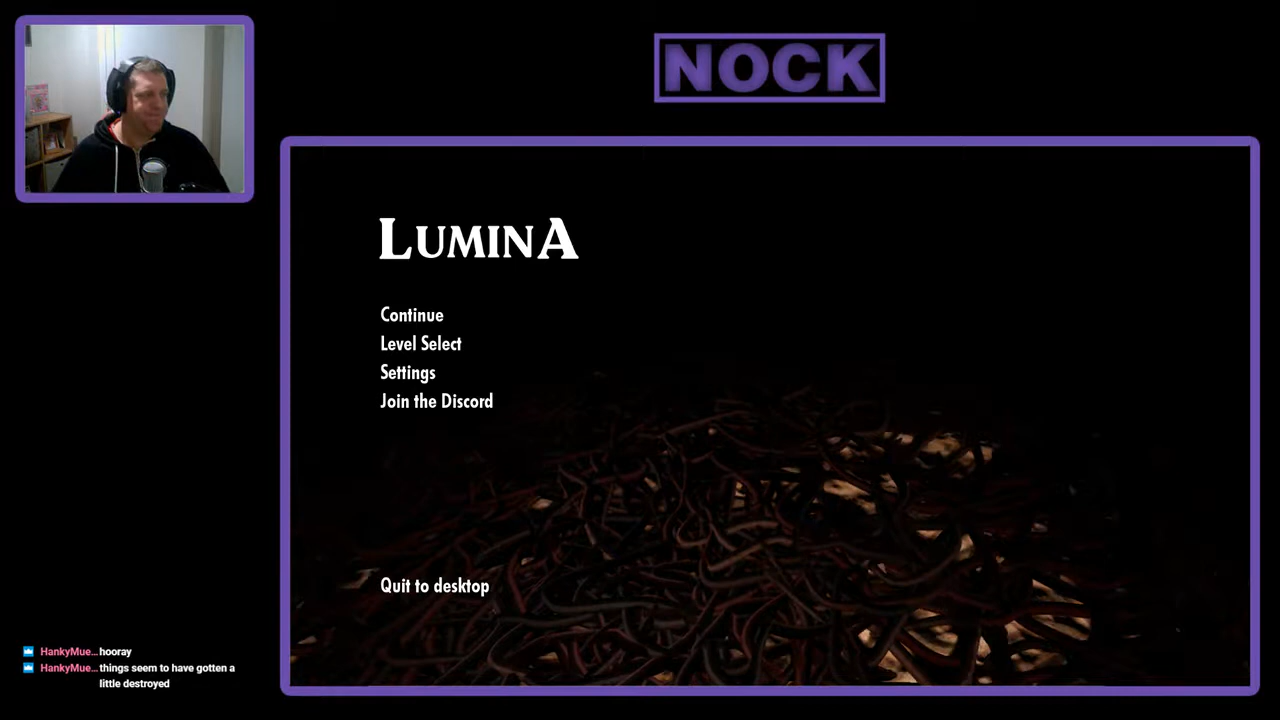 NOCK
LUMINA
Continue
Level Select
Settings
Join the Discord
Quit to desktop
HankyMue... hooray
HankyMue... things seem to have gotten a
little destroyed